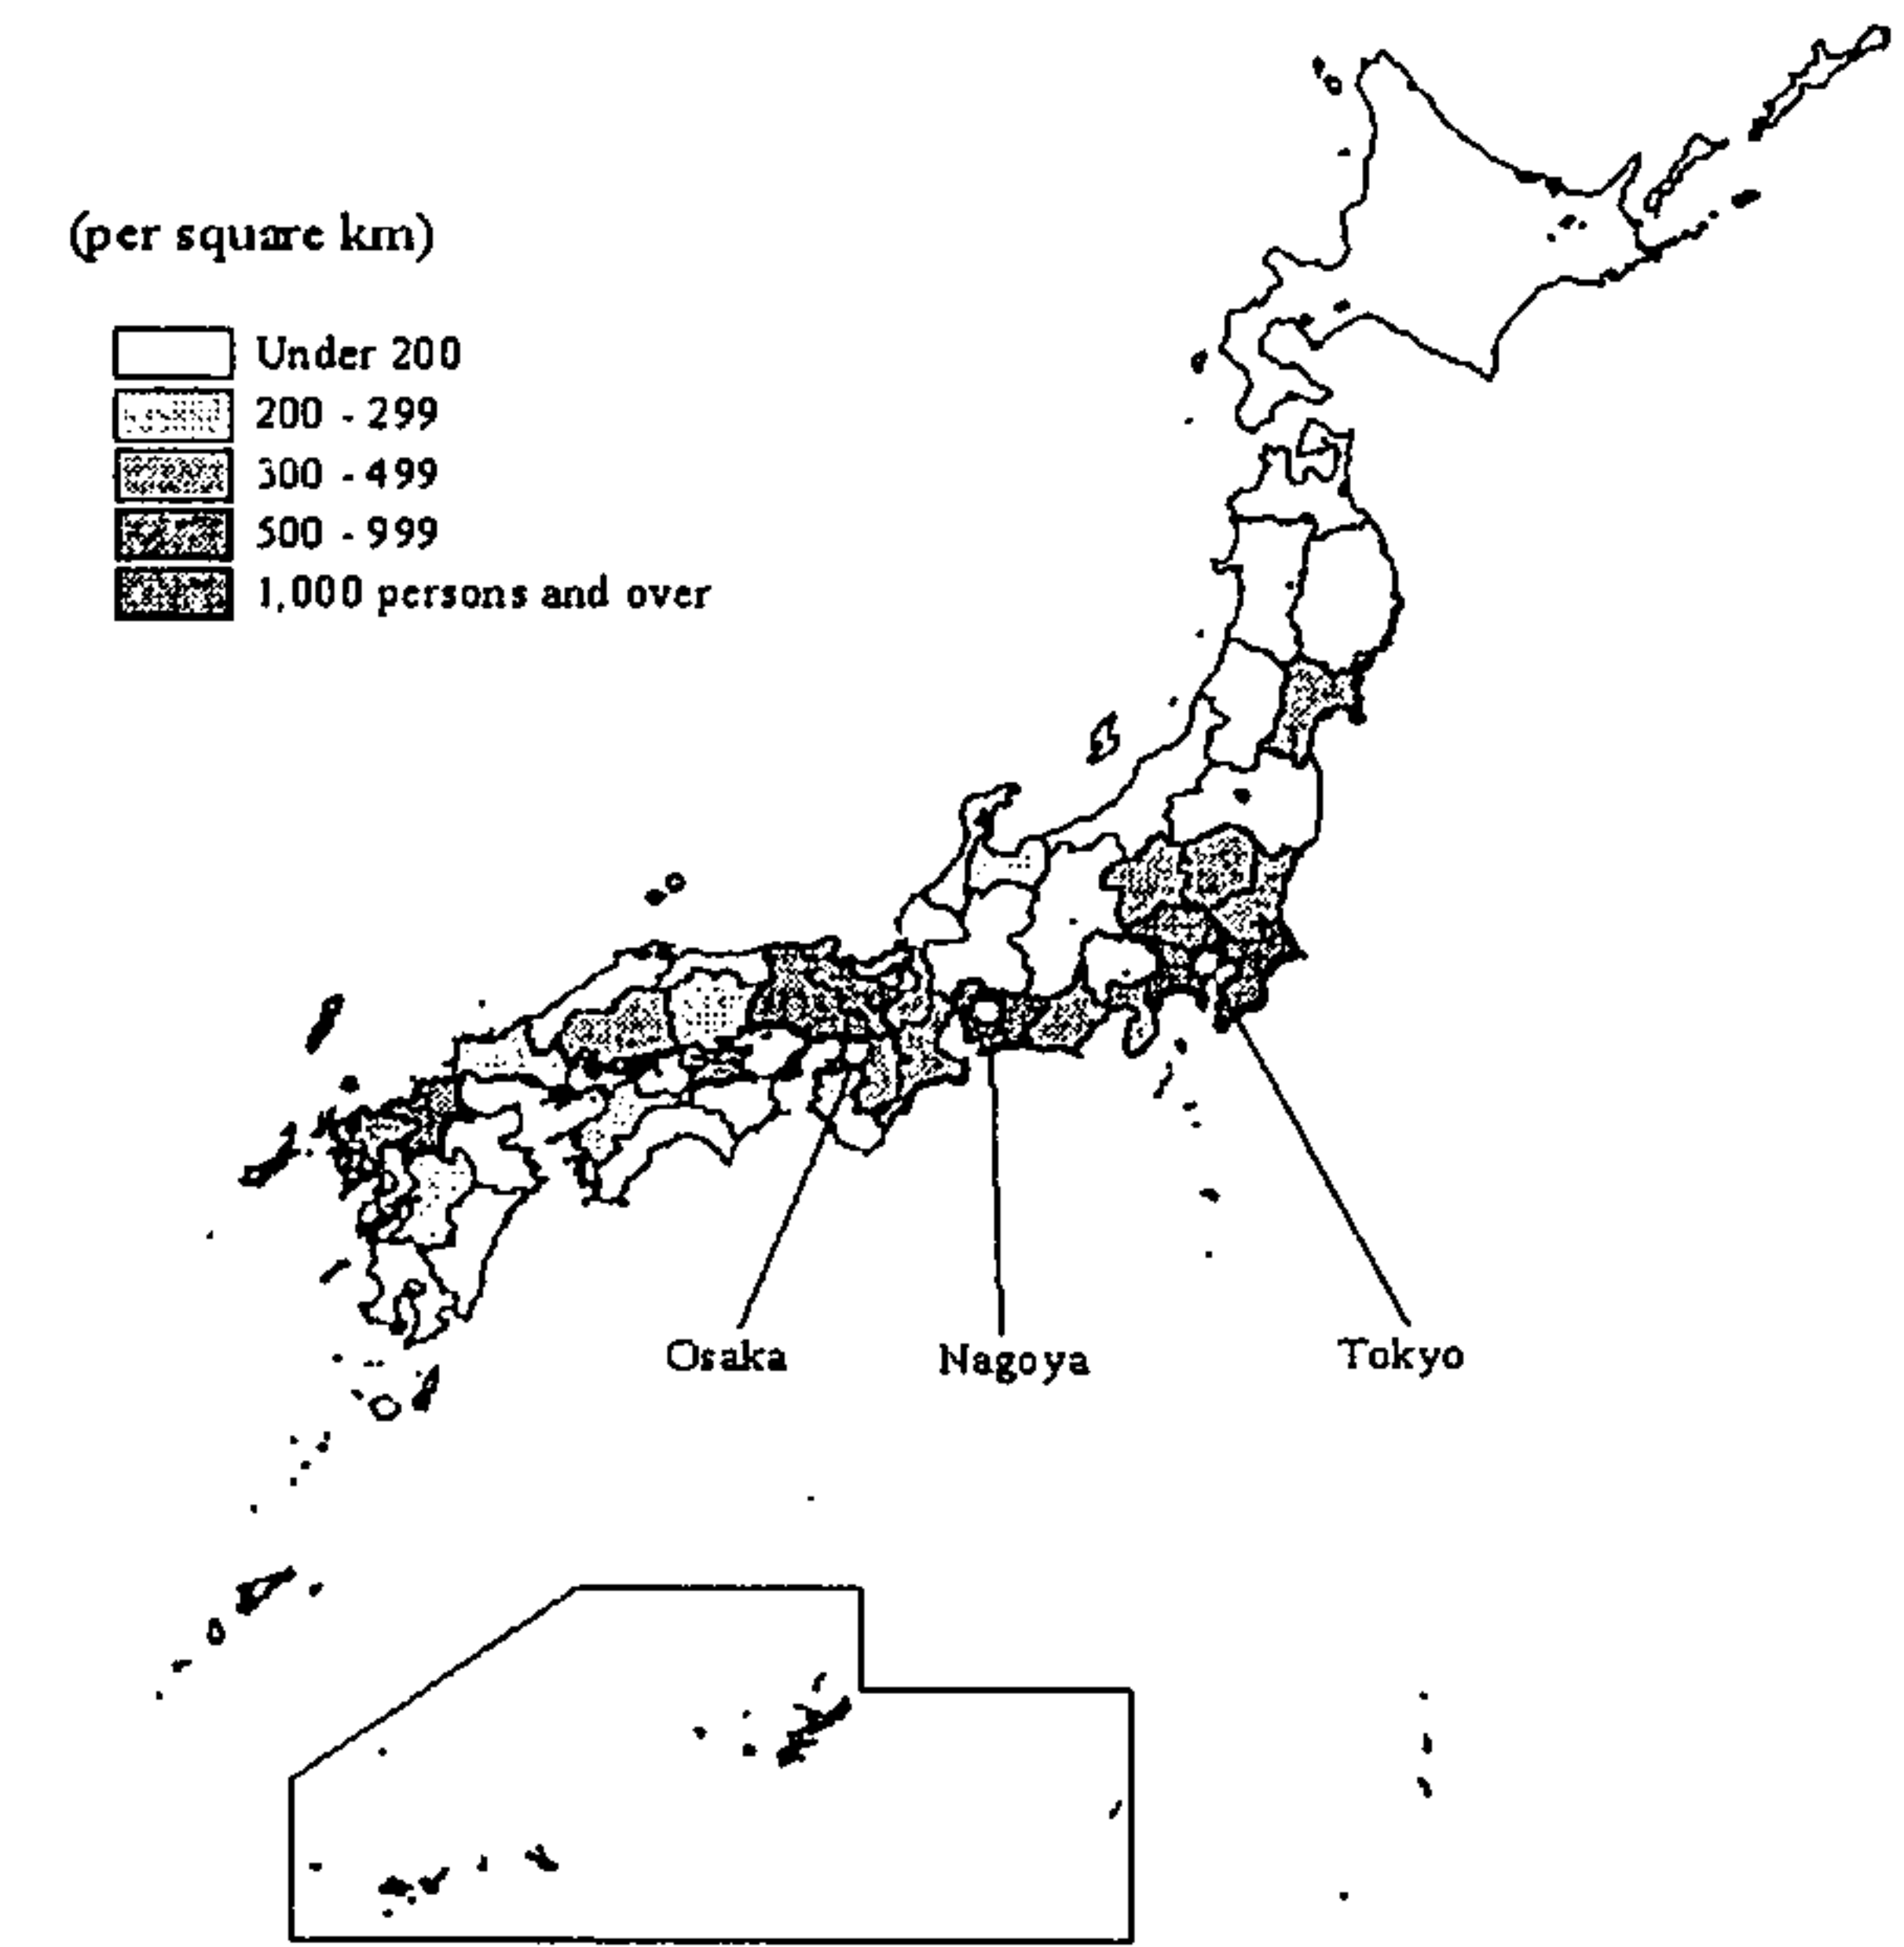 (per square km)
Under 200
200 - 299
300 - 499
500 - 999
1,000 persons and over
Osaka
Nagoya
Tokyo